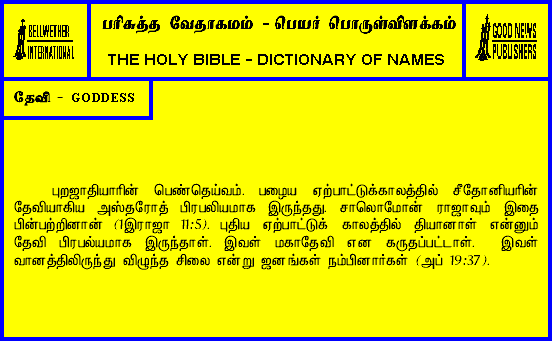 BELLWETHER
INTERNATIONAL
பரிசுத்த வேதாகமம் - பெயர் பொருள்விளக்கம்
THE HOLY BIBLE - DICTIONARY OF NAMES
GOOD NEWS
PUBLISHERS
தேவி - GODDESS
புறஜாதியாரின் பெண்தெய்வம். பழைய ஏற்பாட்டுக்காலத்தில் சீதோனியரின்
தேவியாகிய அஸ்தரோத் பிரபலியமாக இருந்தது. சாலொமோன் ராஜாவும் இதை
பின்பற்றினான் (1இராஜா 11:5). புதிய ஏற்பாட்டுக் காலத்தில் தியானாள் என்னும்
தேவி பிரபல்யமாக இருந்தாள். இவள் மகாதேவி என கருதப்பட்டாள். இவள்
வானத்திலிருந்து விழுந்த சிலை என்று ஜனங்கள் நம்பினார்கள் (அப் 19:37).